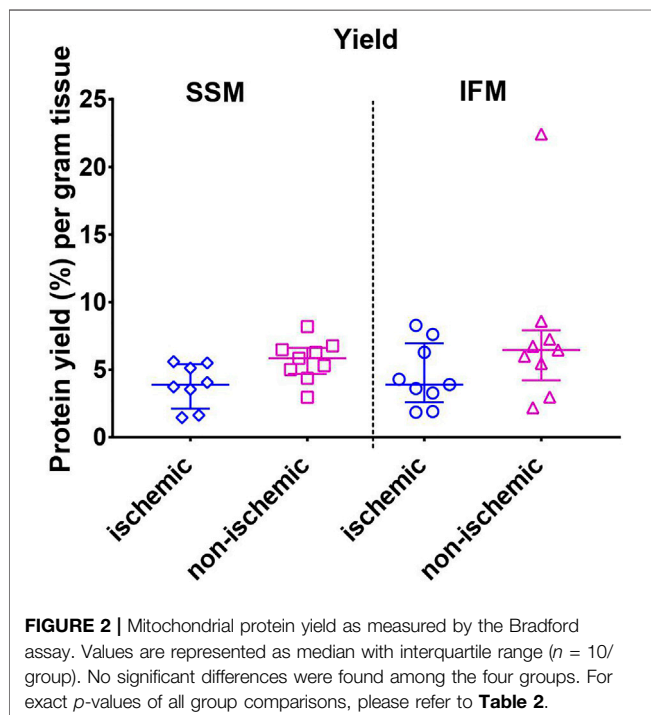 Yield
SSM
IFM
Protein yield (%) per gram tissue
25
20
15
10
5
0
ischemic
non-ischemic
ischemic
non-ischemic
FIGURE 2 | Mitochondrial protein yield as measured by the Bradford
assay. Values are represented as median with interquartile range (n = 10/
group). No significant differences were found among the four groups. For
exact p-values of all group comparisons, please refer to Table 2.